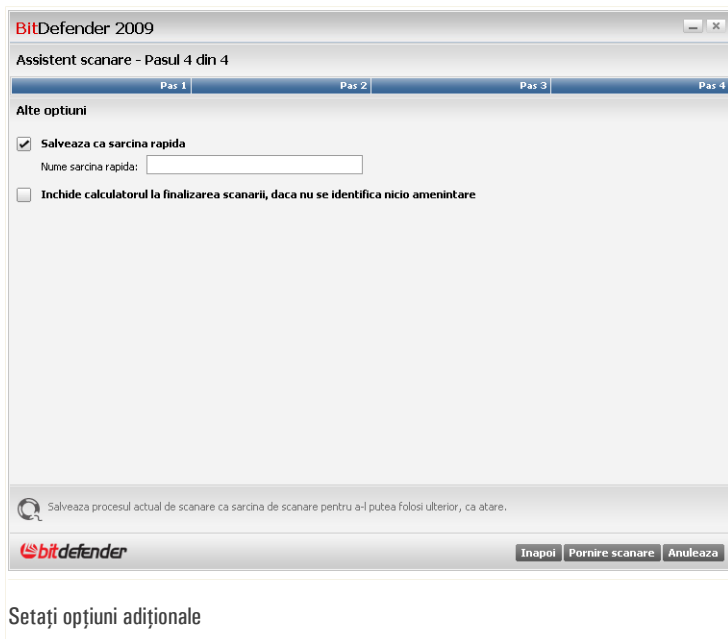 BitDefender 2009
Assistent scanare - Pasul 4 din 4
Pas 1 Pas 2 Pas 3 Pas 4
Alte optiuni
Salveaza ca sarcina rapida
Nume sarcina rapida:
Inchide calculatorul la finalizarea scanarii, daca nu se identifica nicio amenintare
Salveaza procesul actual de scanare ca sarcina de scanare pentru a-l putea folosi ulterior, ca atare.
bitdefender
Inapoi Pornire scanare Anuleaza
Setați opțiuni adiționale